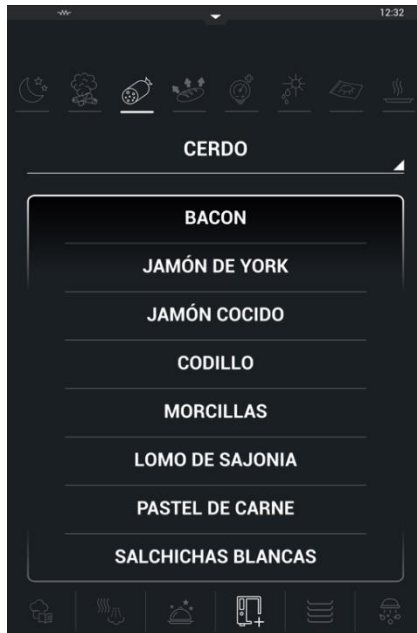 12:32
CERDO
BACON
JAMÓN DE YORK
JAMÓN COCIDO
CODILLO
MORCILLAS
LOMO DE SAJONIA
PASTEL DE CARNE
SALCHICHAS BLANCAS